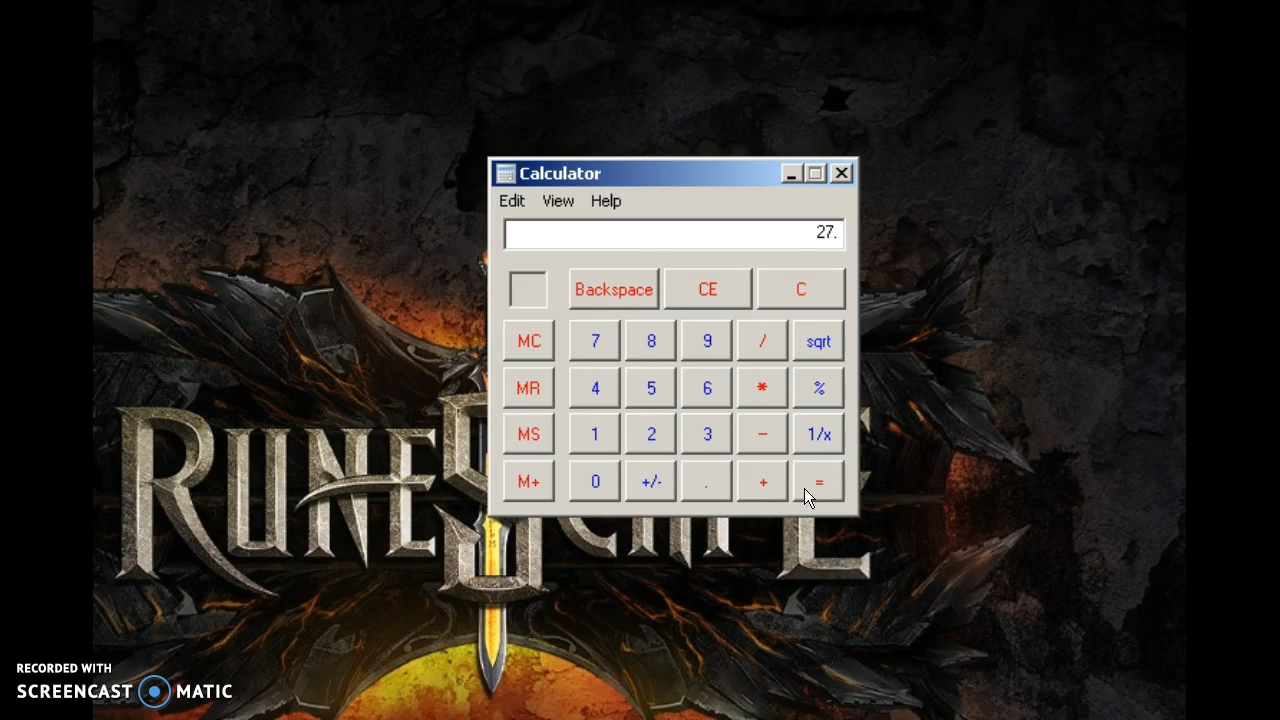 Calculator
Edit View Help
27.
Backspace CE C
MC 7 8 9 / sqrt
MR 4 5 6 * %
MS 1 2 3 - 1/x
M+ 0 +/- . + =
RUNESCAPE
RECORDED WITH
SCREENCAST MATIC